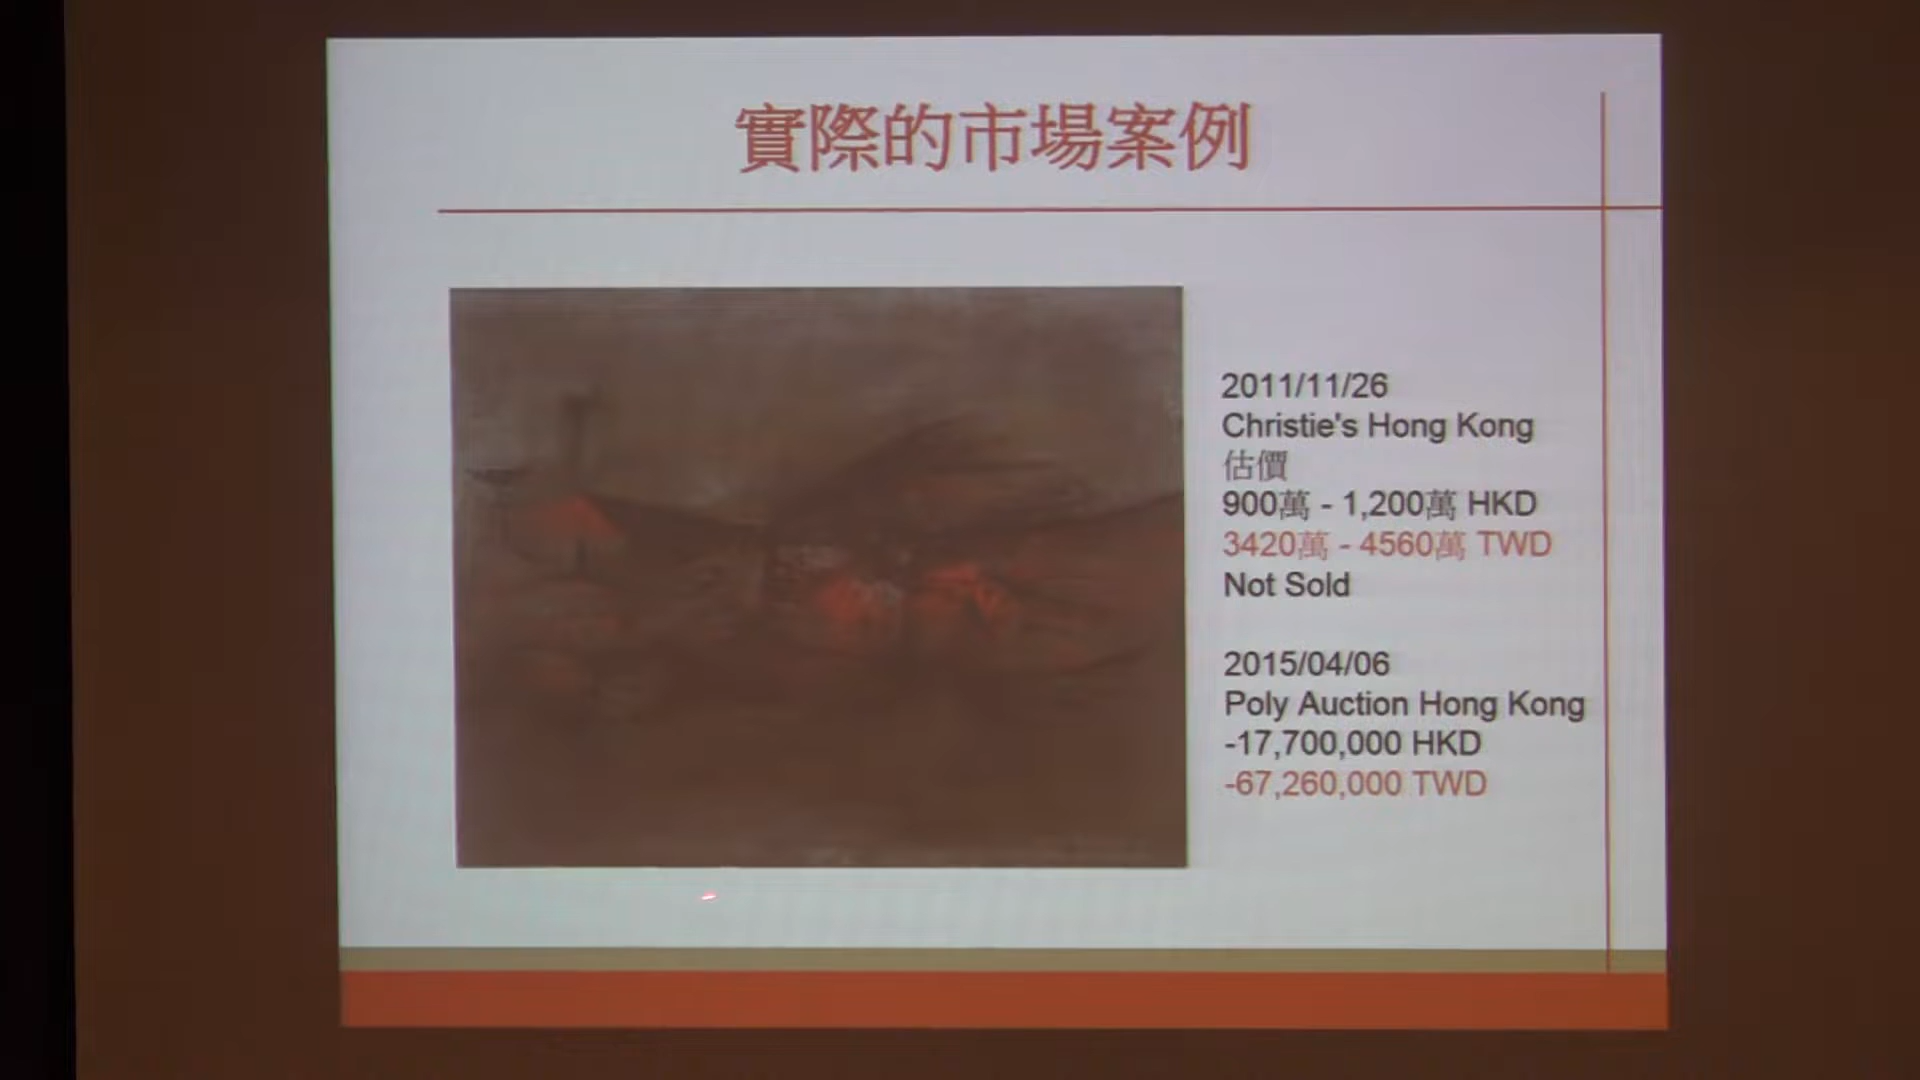 實際的市場案例
2011/11/26
Christie's Hong Kong
估價
900萬 - 1,200萬 HKD
3420萬 - 4560萬 TWD
Not Sold
2015/04/06
Poly Auction Hong Kong
-17,700,000 HKD
-67,260,000 TWD